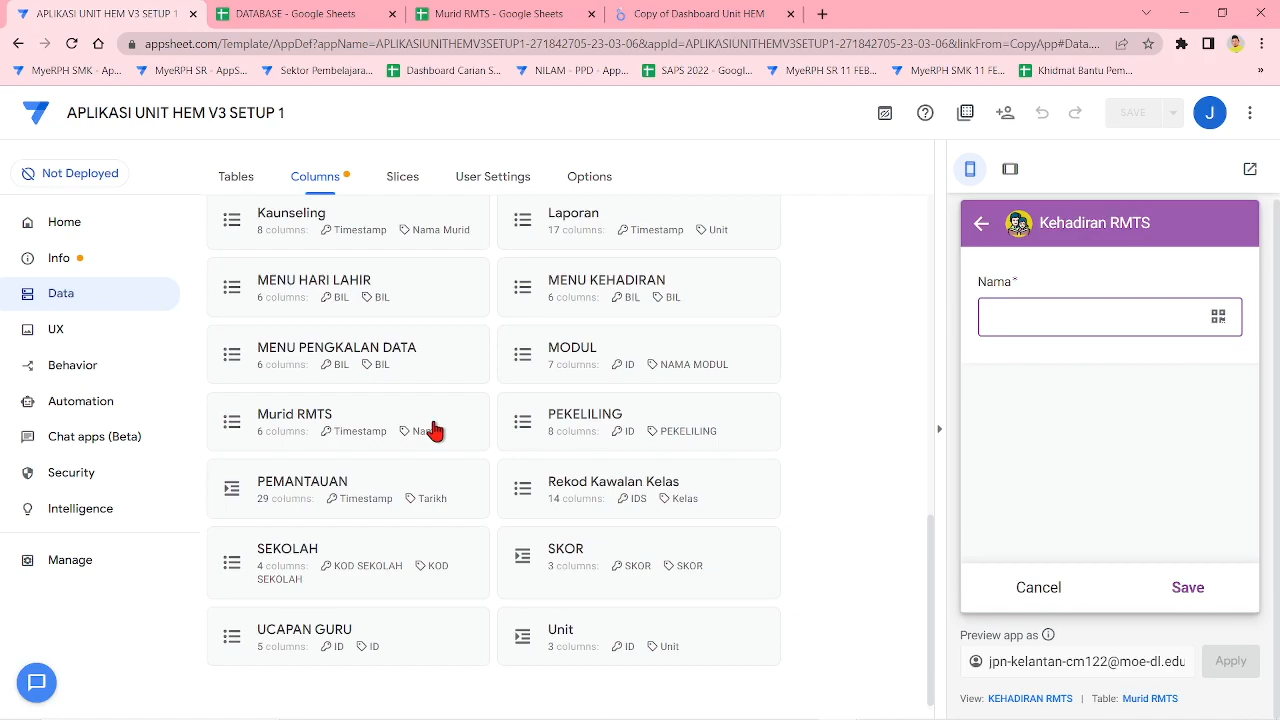 APLIKASI UNIT HEM V3 SETUP 1
DATABASE - Google Sheets
Murid RMTS - Google Sheets
Copy of Dashboard Unit HEM
appsheet.com/Template/AppDef?appName=APLIKASIUNITHEMV3SETUP1-271842705-23-03-06&appId=APLIKASIUNITHEMV3SETUP1-271842705-23-03-06&linkFrom=CopyApp#Data....
MyeRPH SMK - Ap...
MyeRPH SR - AppS...
Sektor Pembelajara...
Dashboard Carian S...
NILAM - PPD - App...
SAPS 2022 - Googl...
MyeRPH SR 11 FEB...
MyeRPH SMK 11 FE...
Khidmat Bantu Pem...
»
APLIKASI UNIT HEM V3 SETUP 1
SAVE
J
Not Deployed
Tables
Columns
Slices
User Settings
Options
Home
Info
Data
UX
Behavior
Automation
Chat apps (Beta)
Security
Intelligence
Manage
Kaunseling
8 columns: Timestamp Nama Murid
Laporan
17 columns: Timestamp Unit
MENU HARI LAHIR
6 columns: BIL BIL
MENU KEHADIRAN
6 columns: BIL BIL
MENU PENGKALAN DATA
6 columns: BIL BIL
MODUL
7 columns: ID NAMA MODUL
Murid RMTS
6 columns: Timestamp
PEKELILING
8 columns: ID PEKELILING
PEMANTAUAN
29 columns: Timestamp Tarikh
Rekod Kawalan Kelas
14 columns: IDS Kelas
SEKOLAH
4 columns: KOD SEKOLAH KOD
SEKOLAH
SKOR
3 columns: SKOR SKOR
UCAPAN GURU
5 columns: ID ID
Unit
3 columns: ID Unit
Kehadiran RMTS
Nama*
Cancel
Save
Preview app as
jpn-kelantan-cm122@moe-dl.edu
Apply
View: KEHADIRAN RMTS | Table: Murid RMTS